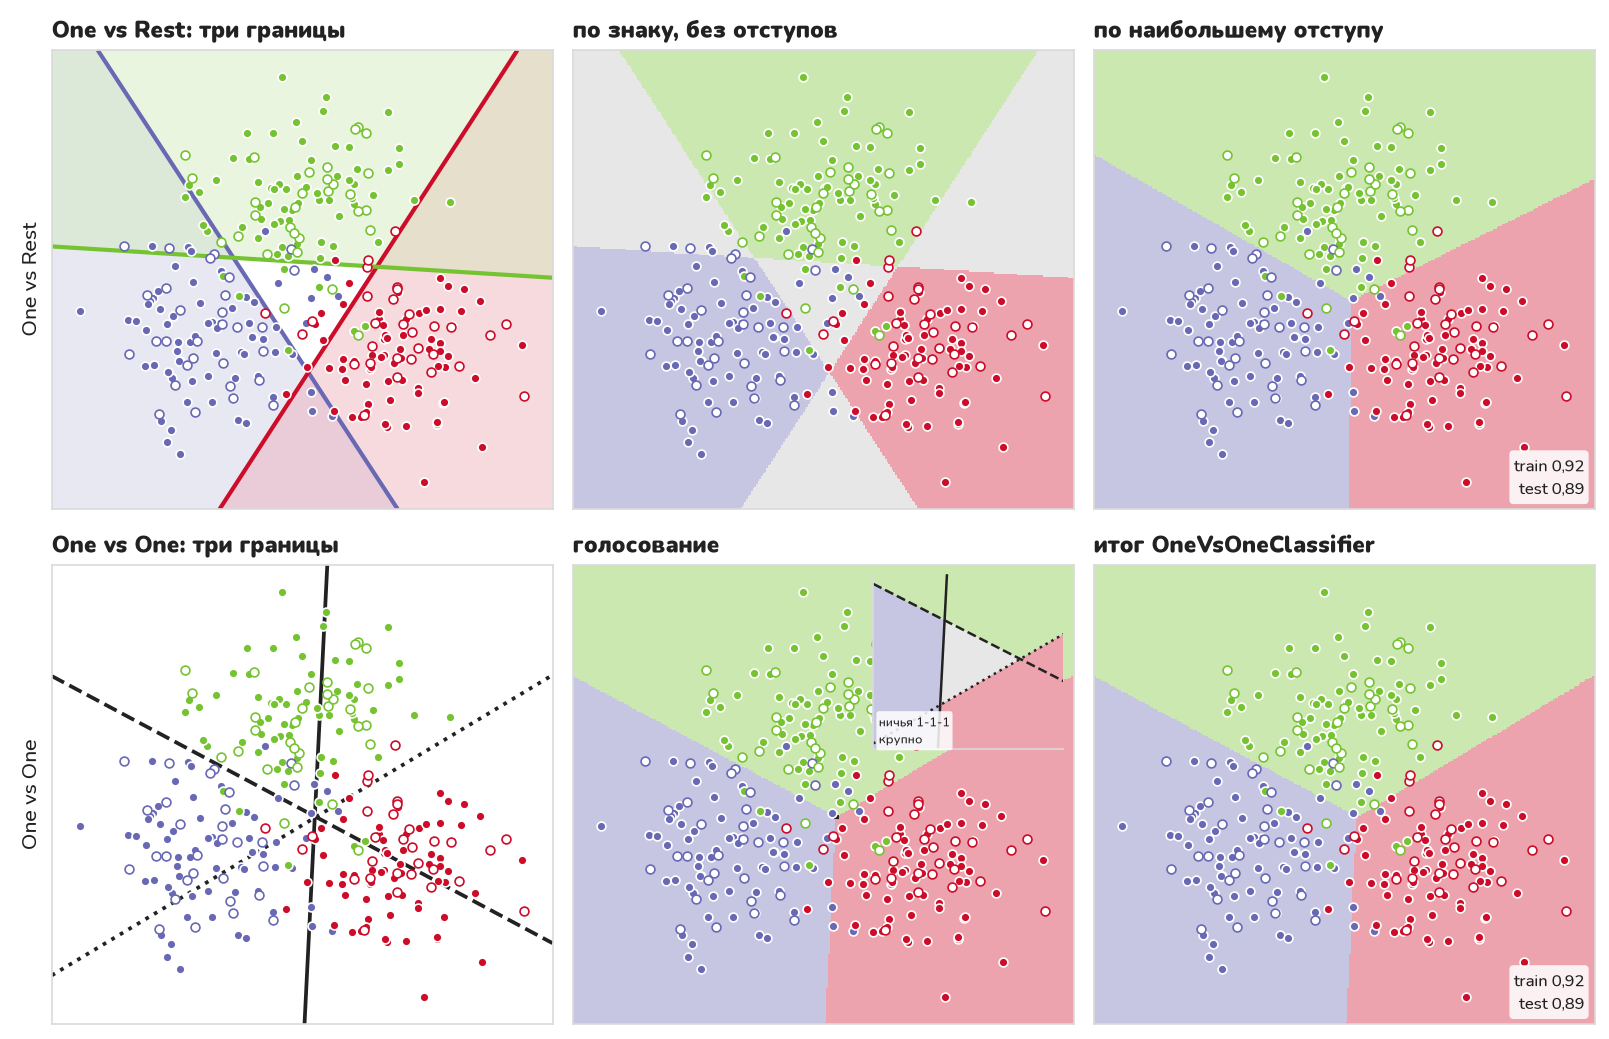 One vs Rest: три границы
по знаку, без отступов
по наибольшему отступу
One vs Rest
train 0,92
test 0,89
One vs One: три границы
голосование
итог OneVsOneClassifier
One vs One
ничья 1-1-1
крупно
train 0,92
test 0,89